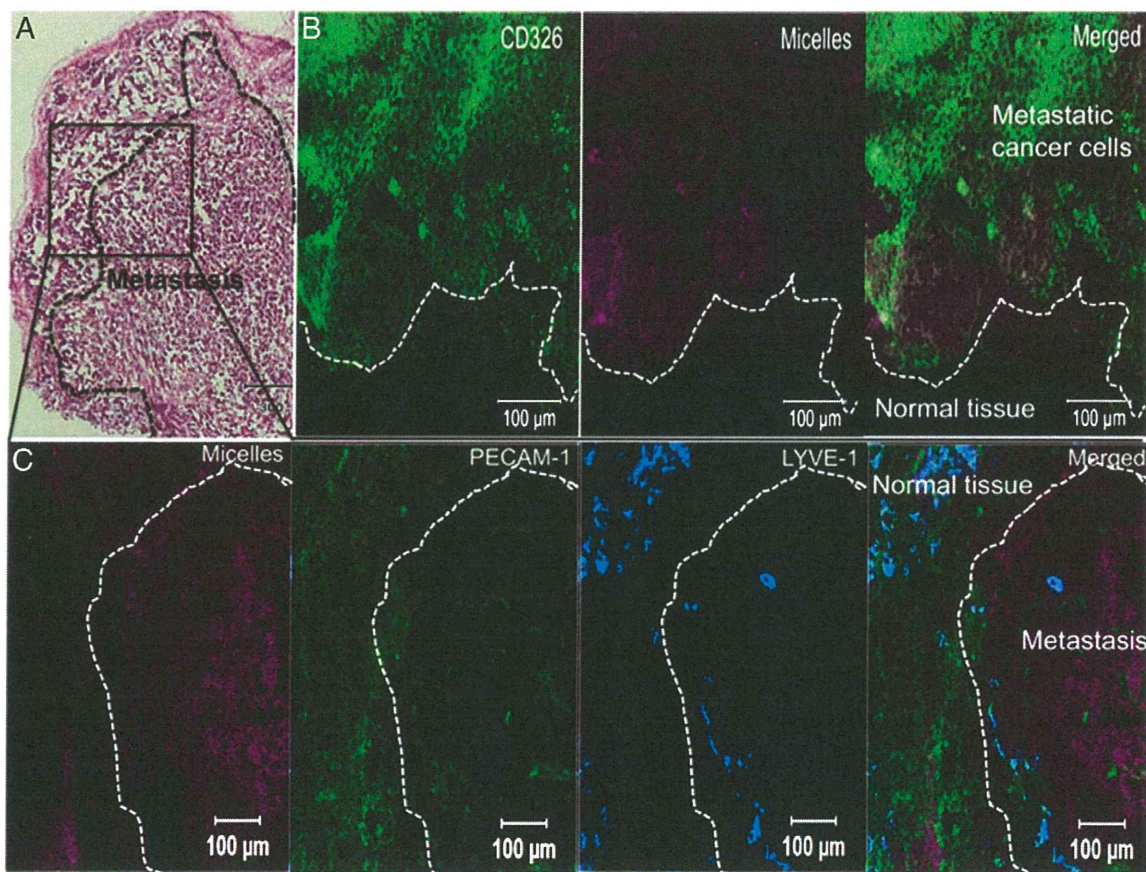 A
Metastasis
B
CD326
Micelles
Merged
Metastatic
cancer cells
Normal tissue
100 µm
100 µm
100 µm
C
Micelles
PECAM-1
LYVE-1
Merged
Normal tissue
Metastasis
100 µm
100 µm
100 µm
100 µm